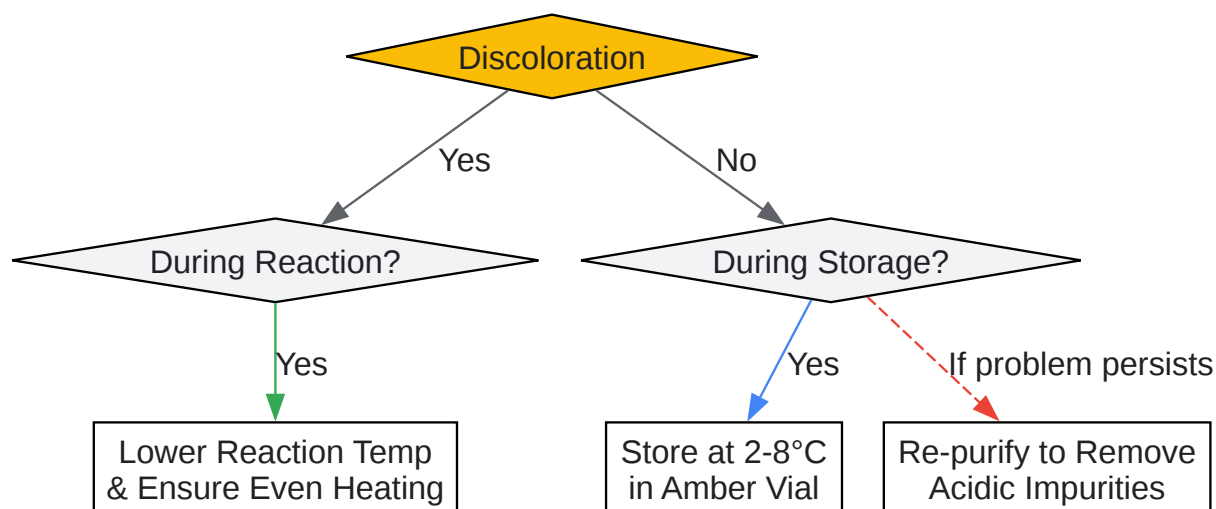 Discoloration
Yes
No
During Reaction?
During Storage?
Yes
Yes
If problem persists
Lower Reaction Temp
& Ensure Even Heating
Store at 2-8°C
in Amber Vial
Re-purify to Remove
Acidic Impurities